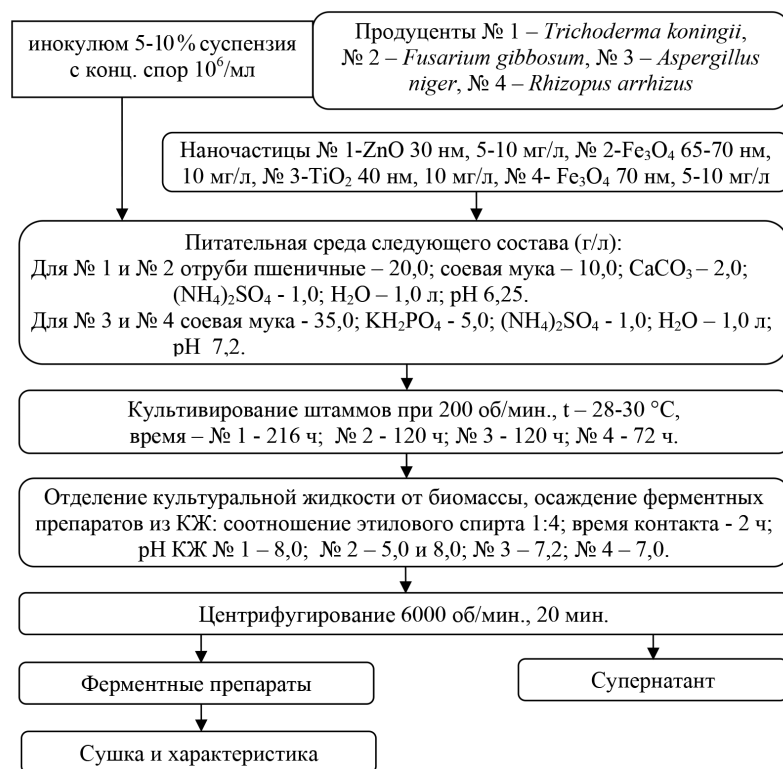 инокулюм 5-10% суспензия
с конц. спор 10⁶/мл
Продуценты № 1 – Trichoderma koningii,
№ 2 – Fusarium gibbosum, № 3 – Aspergillus
niger, № 4 – Rhizopus arrhizus
Наночастицы № 1-ZnO 30 нм, 5-10 мг/л, № 2-Fe₃O₄ 65-70 нм,
10 мг/л, № 3-TiO₂ 40 нм, 10 мг/л, № 4- Fe₃O₄ 70 нм, 5-10 мг/л
Питательная среда следующего состава (г/л):
Для № 1 и № 2 отруби пшеничные – 20,0; соевая мука – 10,0; CaCO₃ – 2,0;
(NH₄)₂SO₄ - 1,0; H₂O – 1,0 л; pH 6,25.
Для № 3 и № 4 соевая мука - 35,0; KH₂PO₄ - 5,0; (NH₄)₂SO₄ - 1,0; H₂O – 1,0 л;
pH 7,2.
Культивирование штаммов при 200 об/мин., t – 28-30 °C,
время – № 1 - 216 ч; № 2 - 120 ч; № 3 - 120 ч; № 4 - 72 ч.
Отделение культуральной жидкости от биомассы, осаждение ферментных
препаратов из КЖ: соотношение этилового спирта 1:4; время контакта - 2 ч;
pH КЖ № 1 – 8,0; № 2 – 5,0 и 8,0; № 3 – 7,2; № 4 – 7,0.
Центрифугирование 6000 об/мин., 20 мин.
Ферментные препараты
Супернатант
Сушка и характеристика